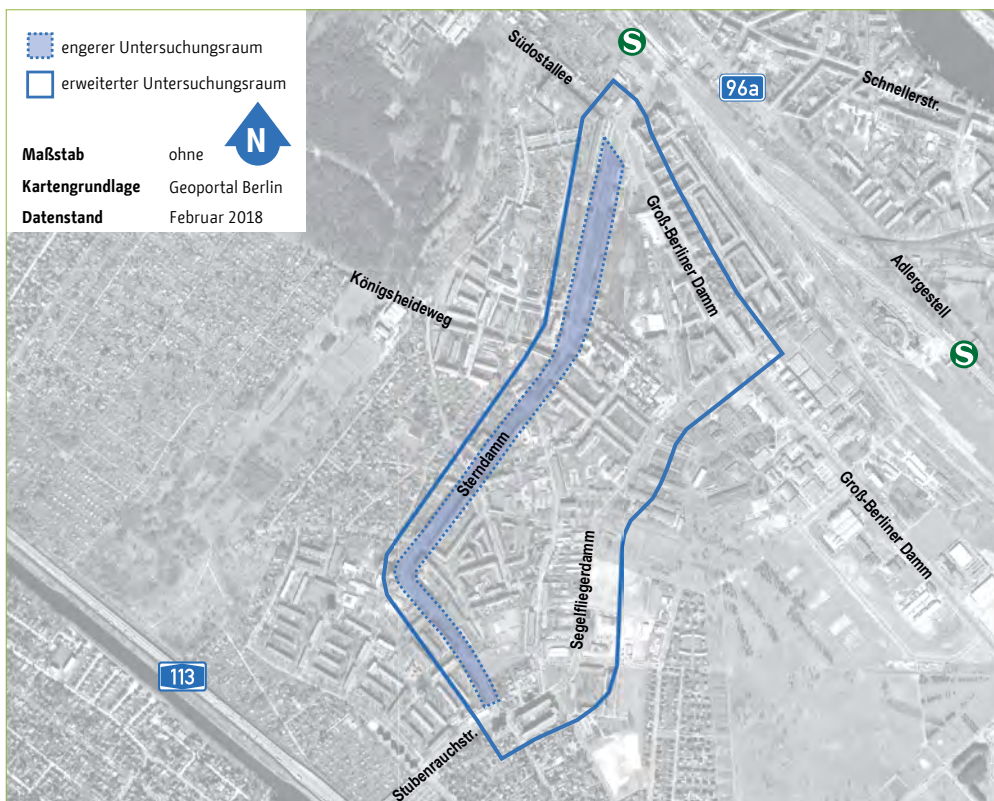 engerer Untersuchungsraum
erweiterter Untersuchungsraum
N
Maßstab ohne
Kartengrundlage Geoportal Berlin
Datenstand Februar 2018
Südostallee
S
96a
Schnellerstr.
Groß-Berliner Damm
Adlergestell
S
Königsheideweg
Sterndamm
Groß-Berliner Damm
Segelfliegerdamm
113
Stubenrauchstr.